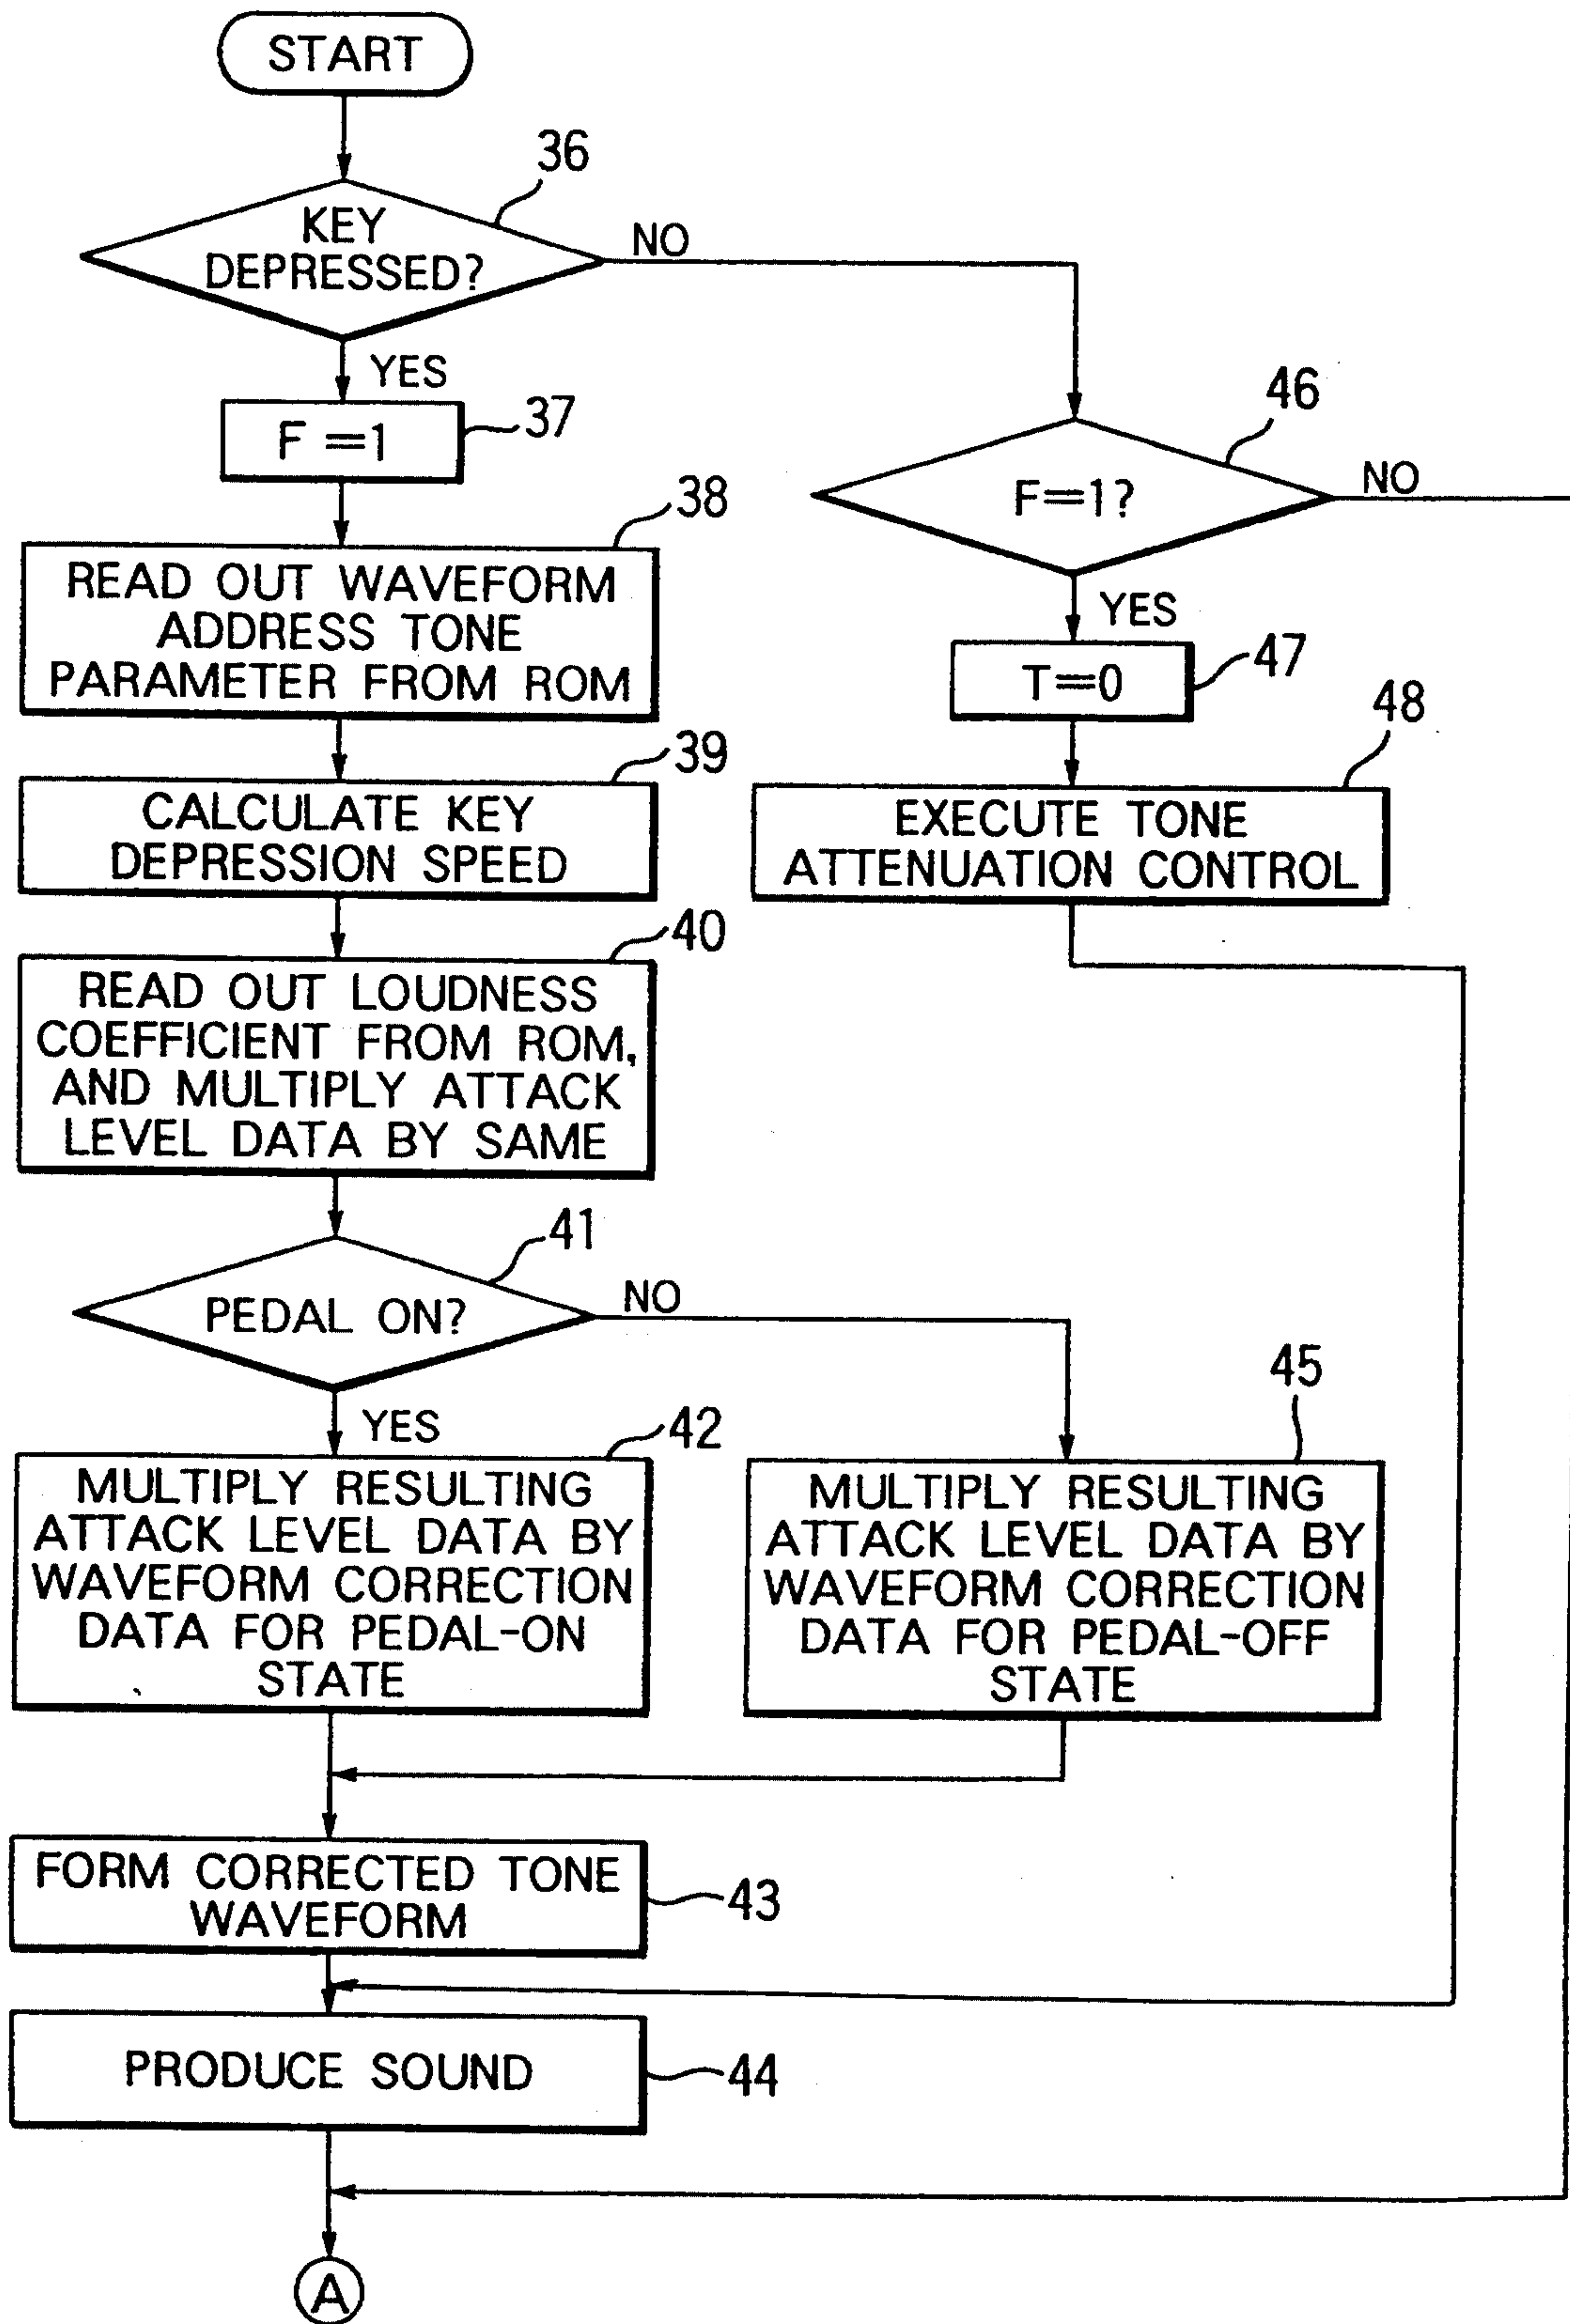 START
36
KEY
DEPRESSED?
NO
YES
F=1
37
38
READ OUT WAVEFORM
ADDRESS TONE
PARAMETER FROM ROM
39
CALCULATE KEY
DEPRESSION SPEED
40
READ OUT LOUDNESS
COEFFICIENT FROM ROM,
AND MULTIPLY ATTACK
LEVEL DATA BY SAME
41
PEDAL ON?
NO
YES
42
MULTIPLY RESULTING
ATTACK LEVEL DATA BY
WAVEFORM CORRECTION
DATA FOR PEDAL-ON
STATE
45
MULTIPLY RESULTING
ATTACK LEVEL DATA BY
WAVEFORM CORRECTION
DATA FOR PEDAL-OFF
STATE
FORM CORRECTED TONE
WAVEFORM
43
PRODUCE SOUND
44
A
46
F=1?
NO
YES
T=0
47
48
EXECUTE TONE
ATTENUATION CONTROL